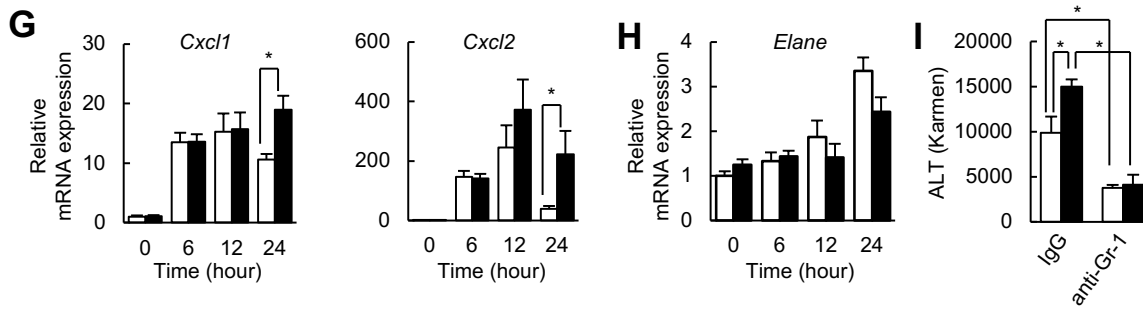 G
Relative
mRNA expression
Cxcl1
30
20
10
0
*
0 6 12 24
Time (hour)
Cxcl2
600
400
200
0
*
0 6 12 24
Time (hour)
H
Relative
mRNA expression
Elane
4
3
2
1
0
0 6 12 24
Time (hour)
I
ALT (Karmen)
20000
15000
10000
5000
0
*
* *
IgG
anti-Gr-1